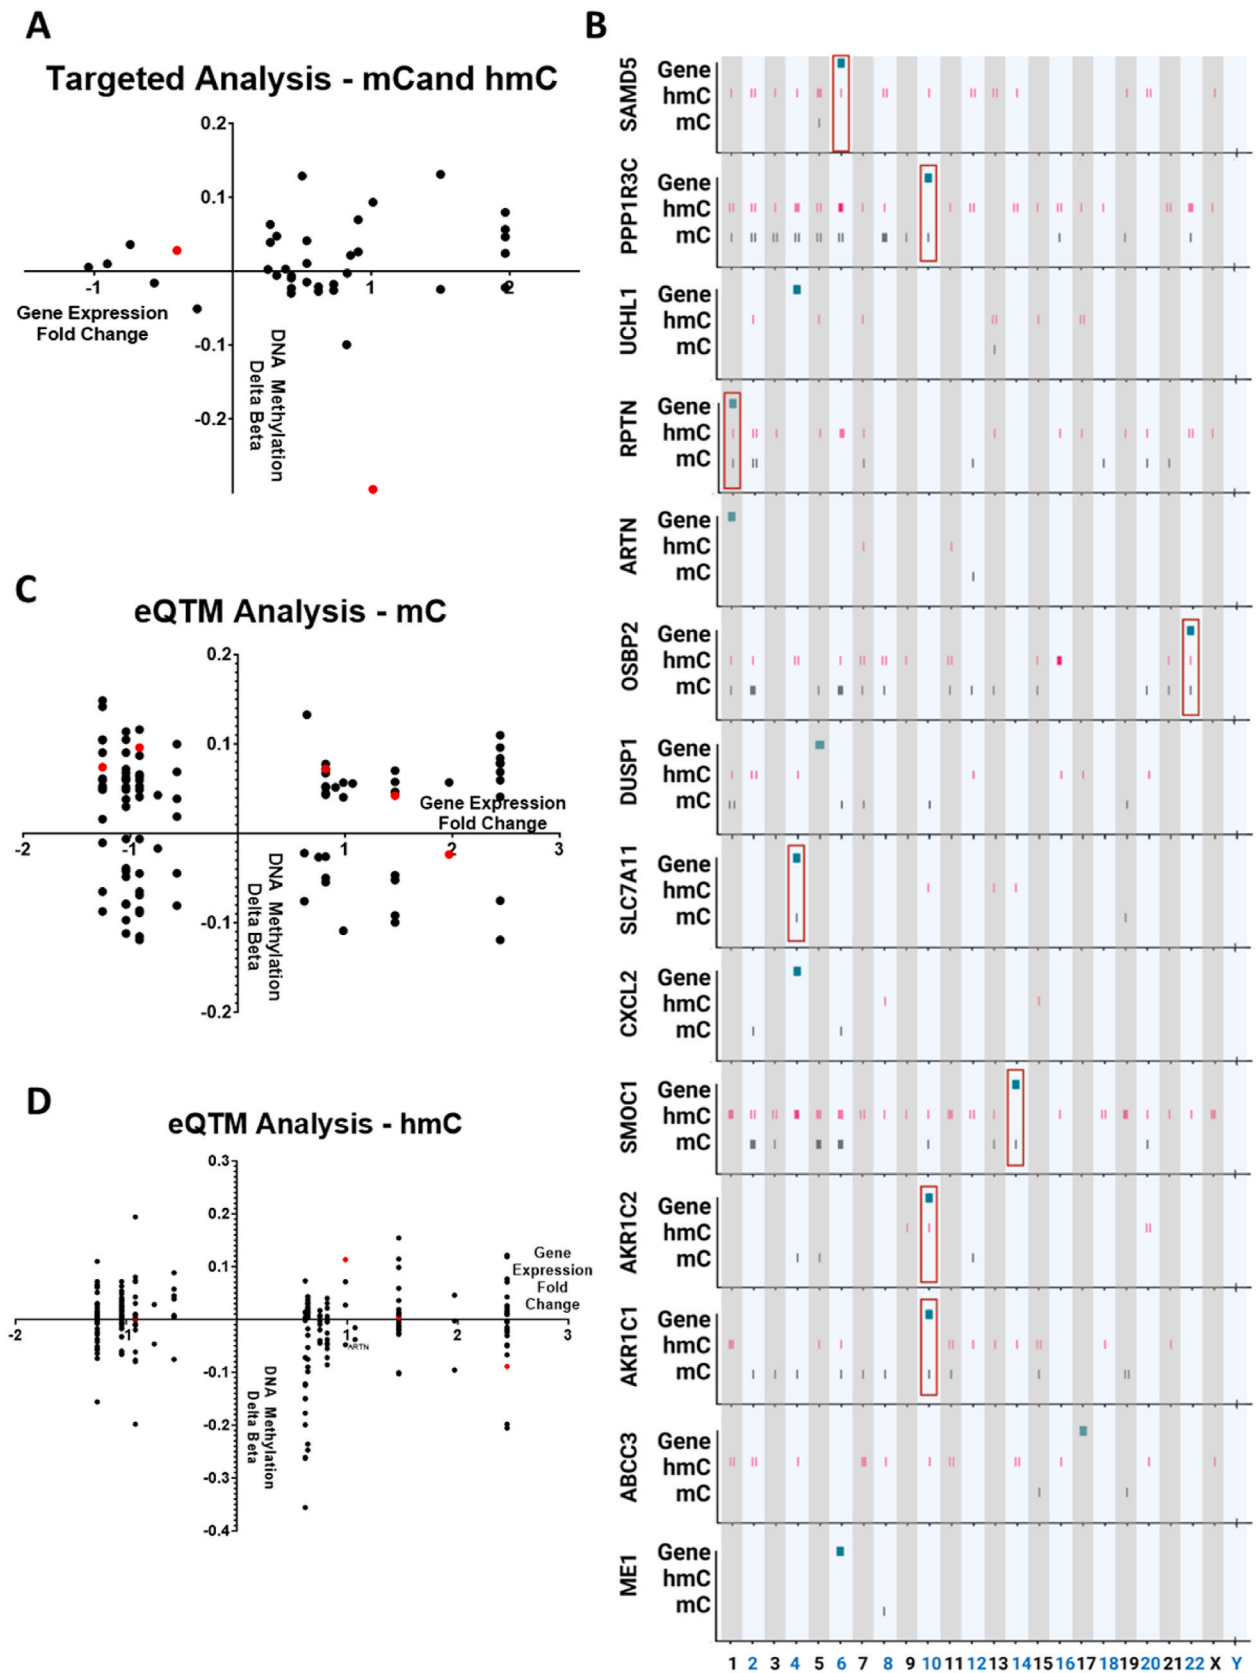 A
Targeted Analysis - mCand hmC
0.2
0.1
-1
1
2
Gene Expression
Fold Change
-0.1
-0.2
DNA Methylation
Delta Beta
C
eQTM Analysis - mC
0.2
0.1
Gene Expression
Fold Change
-2
-1
1
2
3
-0.1
-0.2
DNA Methylation
Delta Beta
D
eQTM Analysis - hmC
0.3
0.2
0.1
Gene
Expression
Fold
Change
-2
-1
1
2
3
ARTN
-0.1
-0.2
-0.3
-0.4
DNA Methylation
Delta Beta
B
SAMD5
Gene
hmC
mC
PPP1R3C
Gene
hmC
mC
UCHL1
Gene
hmC
mC
RPTN
Gene
hmC
mC
ARTN
Gene
hmC
mC
OSBP2
Gene
hmC
mC
DUSP1
Gene
hmC
mC
SLC7A11
Gene
hmC
mC
CXCL2
Gene
hmC
mC
SMOC1
Gene
hmC
mC
AKR1C2
Gene
hmC
mC
AKR1C1
Gene
hmC
mC
ABCC3
Gene
hmC
mC
ME1
Gene
hmC
mC
1 2 3 4 5 6 7 8 9 10 11 12 13 14 15 16 17 18 19 20 21 22 X Y